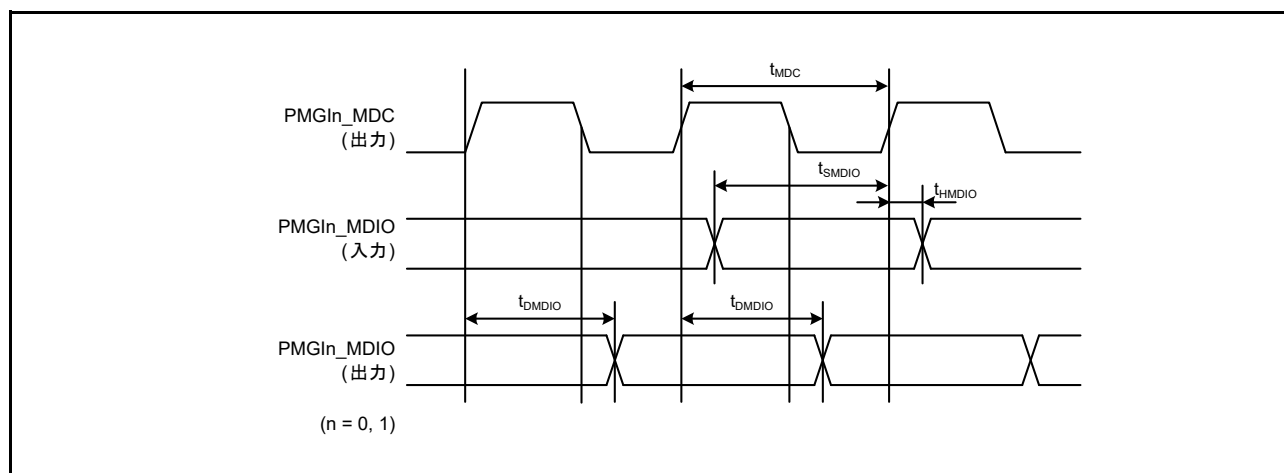 tMDC
PMGIn_MDC
(出力)
tSMDIO
tHMDIO
PMGIn_MDIO
(入力)
tDMDIO
tDMDIO
PMGIn_MDIO
(出力)
(n = 0, 1)